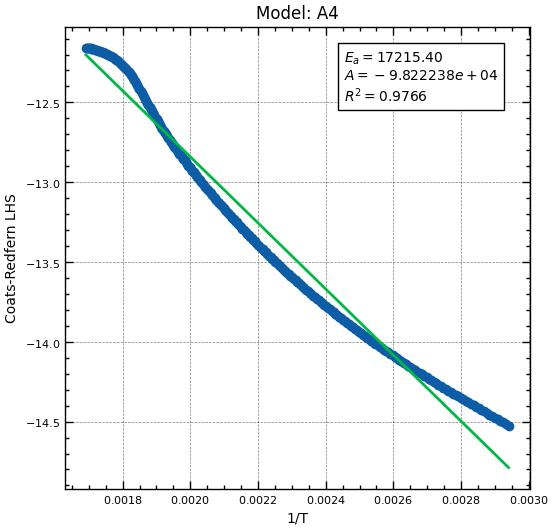 Model: A4
E_a = 17215.40
A = −9.822238e + 04
R² = 0.9766
−12.5
−13.0
−13.5
−14.0
−14.5
Coats-Redfern LHS
0.0018 0.0020 0.0022 0.0024 0.0026 0.0028 0.0030
1/T